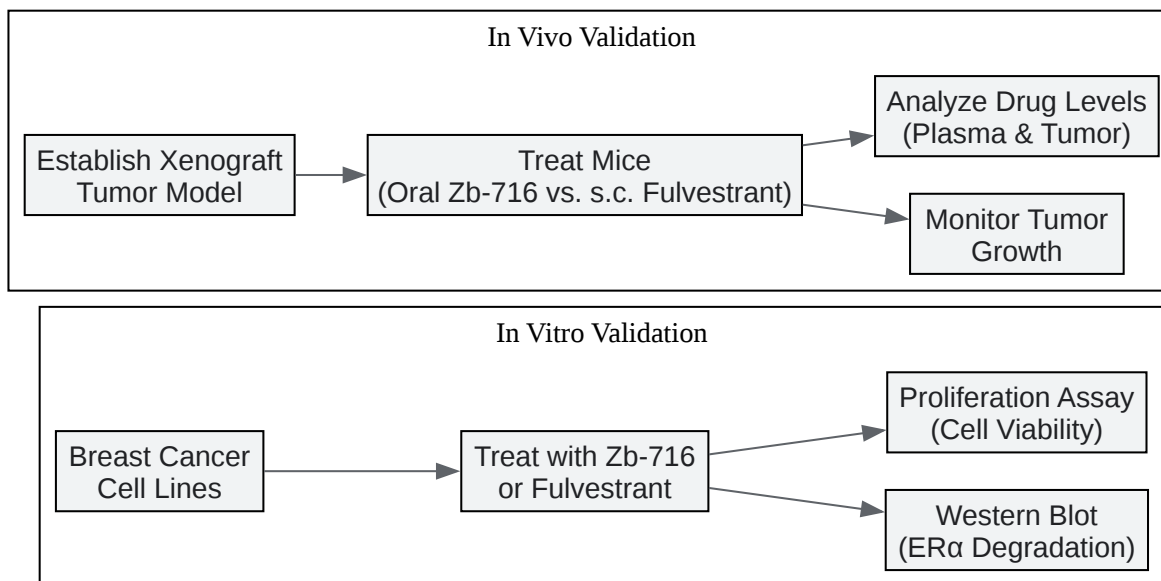 In Vivo Validation
Establish Xenograft
Tumor Model
Treat Mice
(Oral Zb-716 vs. s.c. Fulvestrant)
Analyze Drug Levels
(Plasma & Tumor)
Monitor Tumor
Growth
In Vitro Validation
Breast Cancer
Cell Lines
Treat with Zb-716
or Fulvestrant
Proliferation Assay
(Cell Viability)
Western Blot
(ERα Degradation)